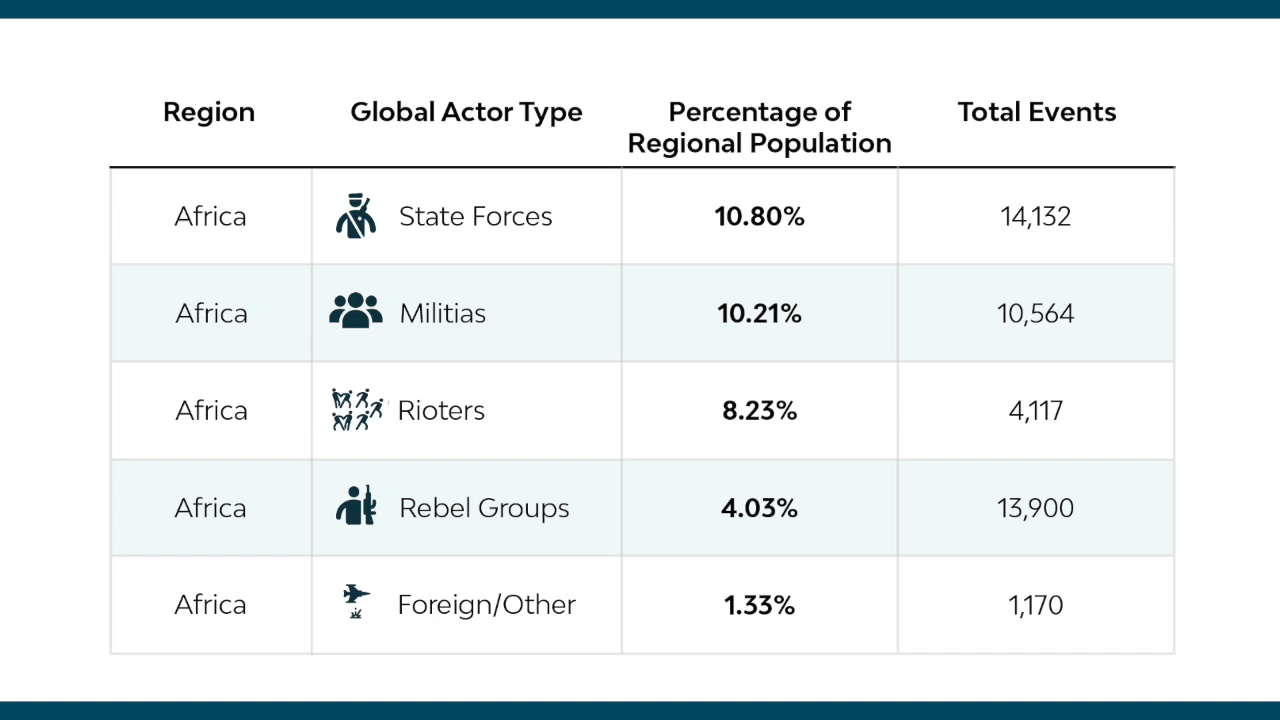 Region Global Actor Type Percentage of Regional Population Total Events
Africa State Forces 10.80% 14,132
Africa Militias 10.21% 10,564
Africa Rioters 8.23% 4,117
Africa Rebel Groups 4.03% 13,900
Africa Foreign/Other 1.33% 1,170